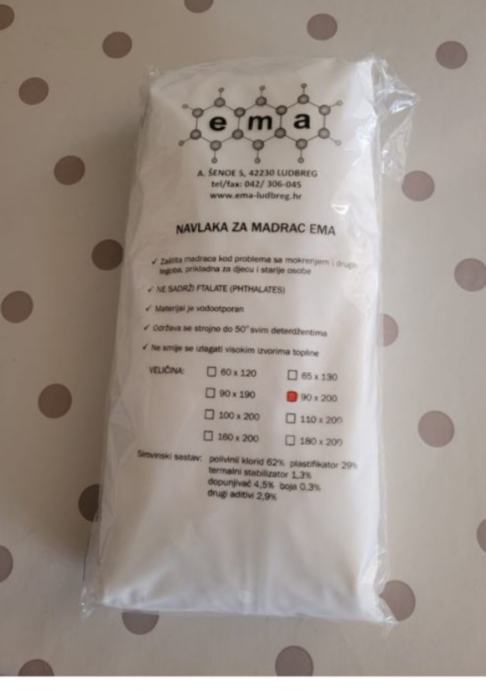 ema
A. ŠENOE 5, 42230 LUDBREG
tel/fax: 042/ 306-045
www.ema-ludbreg.hr
NAVLAKA ZA MADRAC EMA
✓ Zaštita madraca kod problema sa mokrenjem i drugih
tegoba, prikladna za djecu i starije osobe
✓ NE SADRŽI FTALATE (PHTHALATES)
✓ Materijal je vodootporan
✓ Održava se strojno do 50° svim deterdžentima
✓ Ne smije se izlagati visokim izvorima topline
VELIČINA: 60 x 120 65 x 130
90 x 190 90 x 200
100 x 200 110 x 200
160 x 200 180 x 200
Sirovinski sastav: polivinil klorid 62% plastifikator 29%
termalni stabilizator 1,3%
dopunjivač 4,5% boja 0,3%
drugi aditivi 2,9%